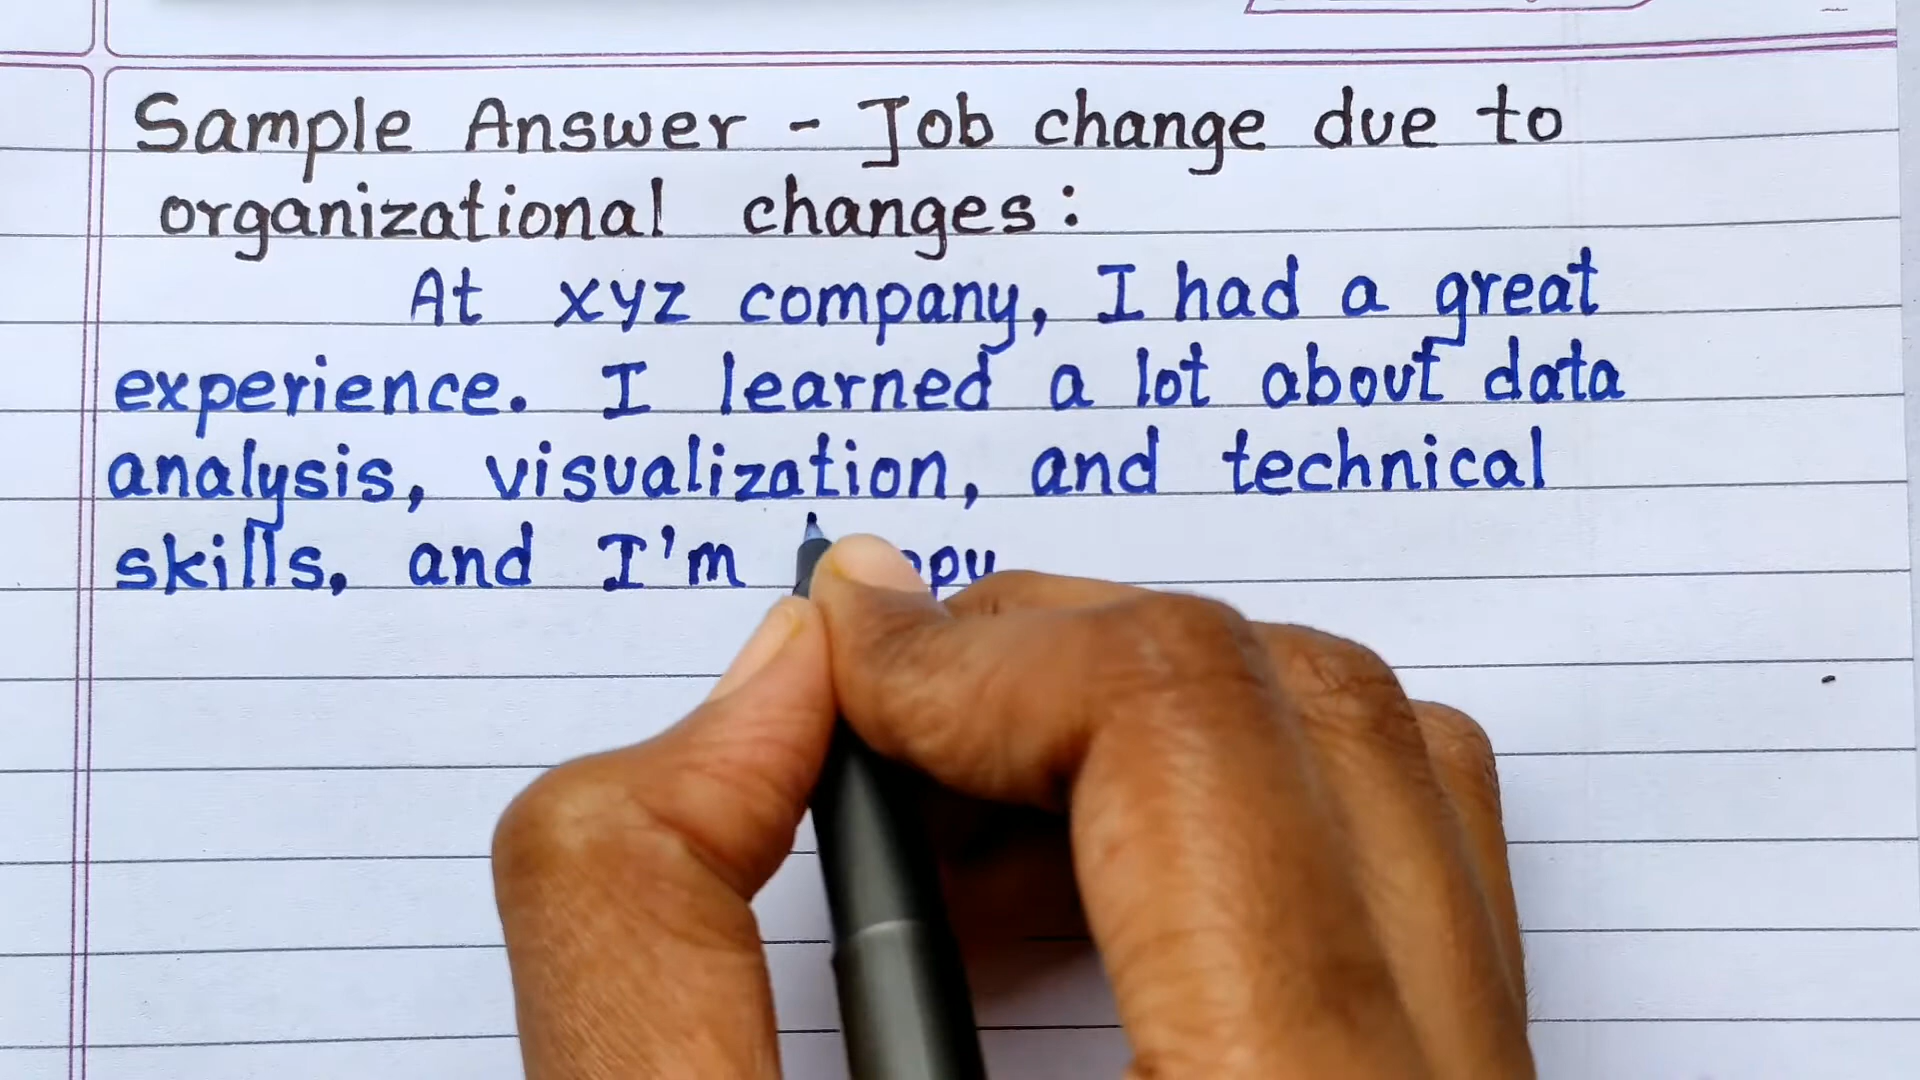 Sample Answer - Job change due to
organizational changes:
At xyz company, I had a great
experience. I learned a lot about data
analysis, visualization, and technical
skills, and I'm